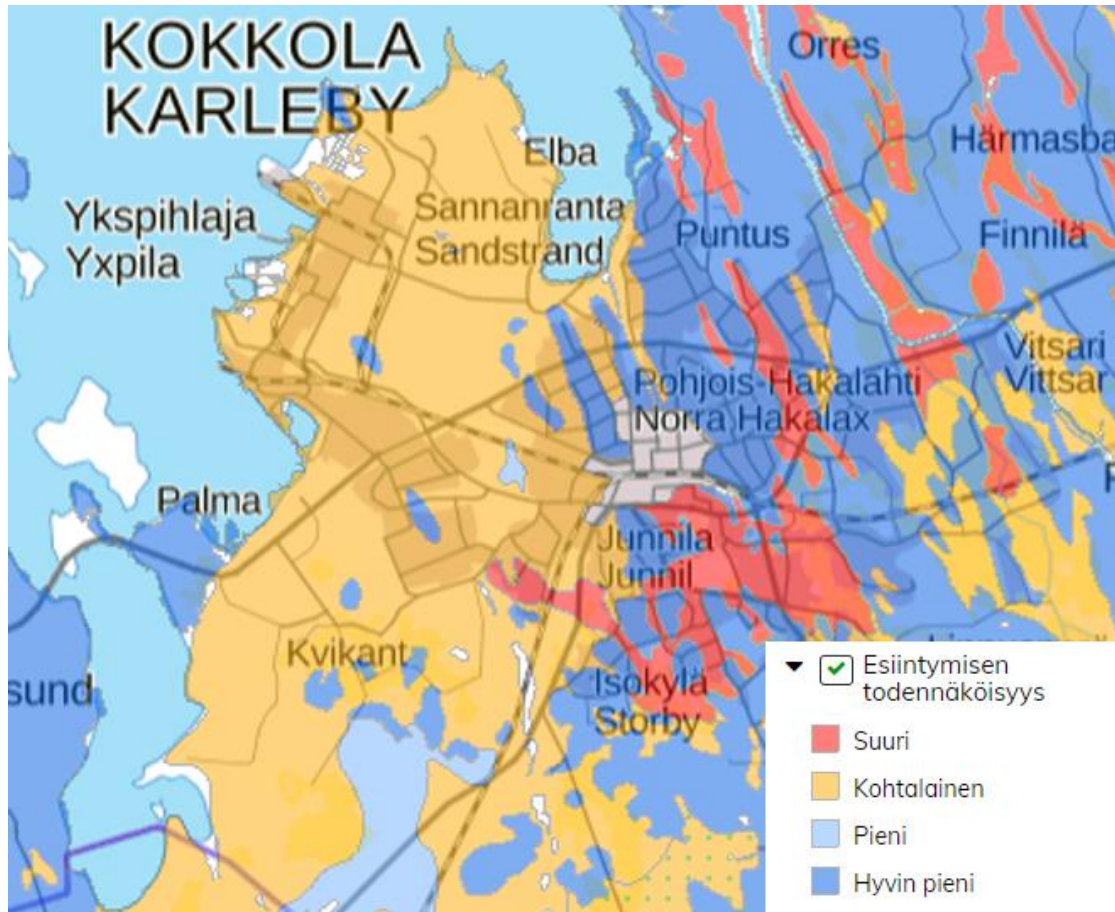 KOKKOLA
KARLEBY
Orres
Härmasba
Elba
Ykspihlaja
Yxpila
Sannanranta
Sandstrand
Puntus
Finnilä
Vitsari
Vittsar
Pohjois-Hakalahti
Norra Hakalax
Palma
Junnila
Junnil
Kvikant
sund
Isokylä
Storby
Esiintymisen
todennäköisyys
Suuri
Kohtalainen
Pieni
Hyvin pieni